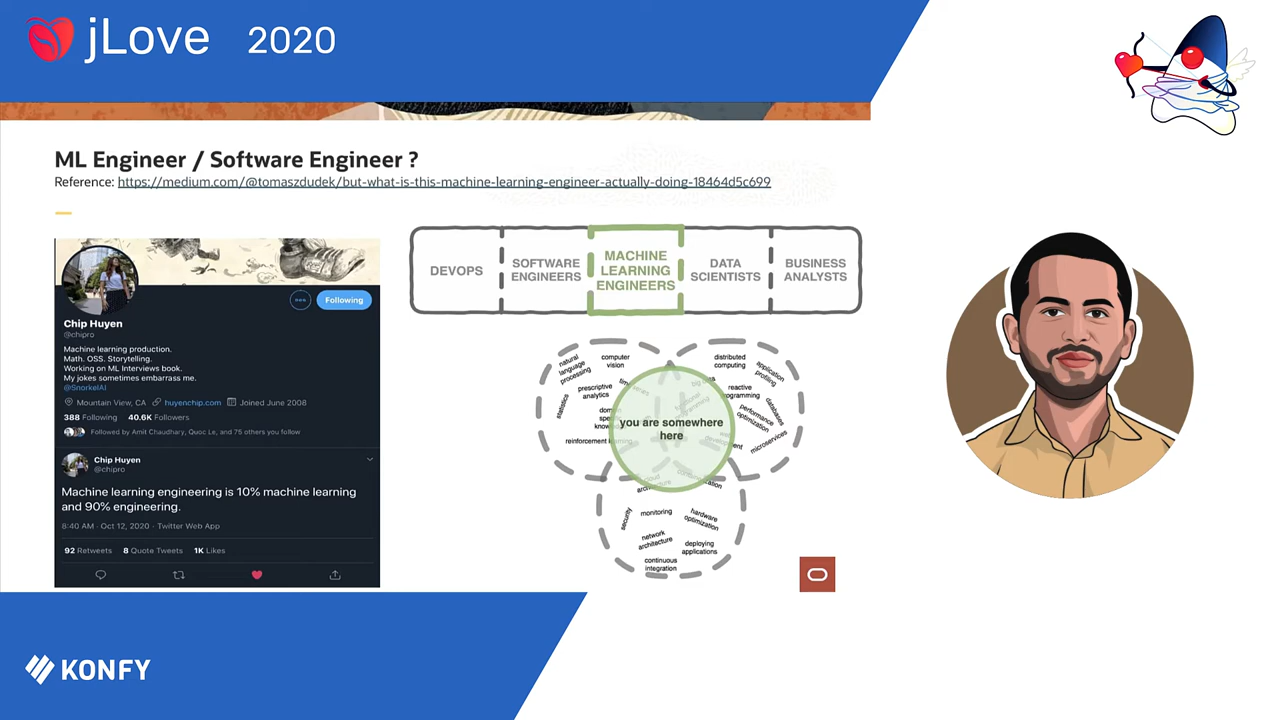 jLove 2020
ML Engineer / Software Engineer ?
Reference: https://medium.com/@tomaszdudek/but-what-is-this-machine-learning-engineer-actually-doing-18464d5c699
Following
Chip Huyen
@chipro
Machine learning production.
Math. OSS. Storytelling.
Working on ML Interviews book.
My jokes sometimes embarrass me.
@SnorkelAI
Mountain View, CA huyenchip.com Joined June 2008
388 Following 40.6K Followers
Followed by Amit Chaudhary, Quoc Le, and 75 others you follow
Chip Huyen
@chipro
Machine learning engineering is 10% machine learning
and 90% engineering.
8:40 AM · Oct 12, 2020 · Twitter Web App
92 Retweets 8 Quote Tweets 1K Likes
DEVOPS
SOFTWARE
ENGINEERS
MACHINE
LEARNING
ENGINEERS
DATA
SCIENTISTS
BUSINESS
ANALYSTS
natural
language
processing
computer
vision
prescriptive
analytics
statistics
reinforcement
distributed
computing
application
profiling
reactive
databases
performance
optimization
microservices
you are somewhere
here
security
monitoring
hardware
optimization
network
architecture
deploying
applications
continuous
integration
KONFY